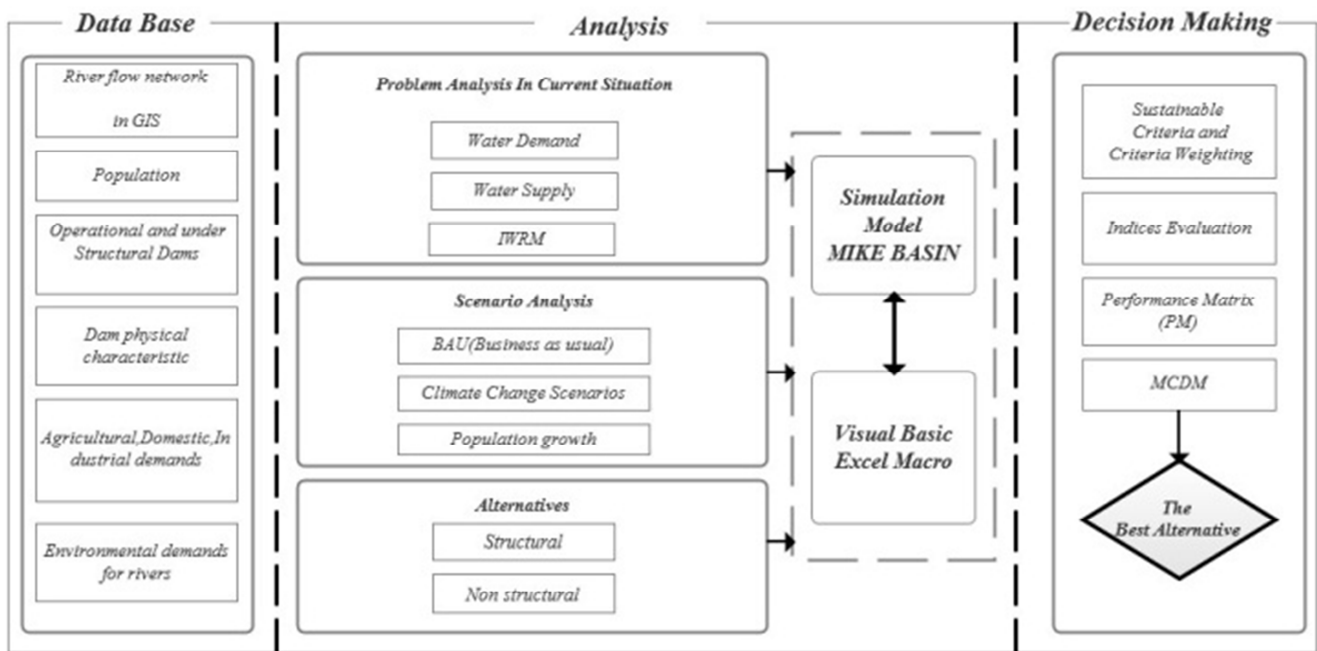 Data Base
River flow network
in GIS
Population
Operational and under
Structural Dams
Dam physical
characteristic
Agricultural,Domestic,In
dustrial demands
Environmental demands
for rivers
Analysis
Problem Analysis In Current Situation
Water Demand
Water Supply
IWRM
Scenario Analysis
BAU(Business as usual)
Climate Change Scenarios
Population growth
Alternatives
Structural
Non structural
Simulation
Model
MIKE BASIN
Visual Basic
Excel Macro
Decision Making
Sustainable
Criteria and
Criteria Weighting
Indices Evaluation
Performance Matrix
(PM)
MCDM
The
Best Alternative